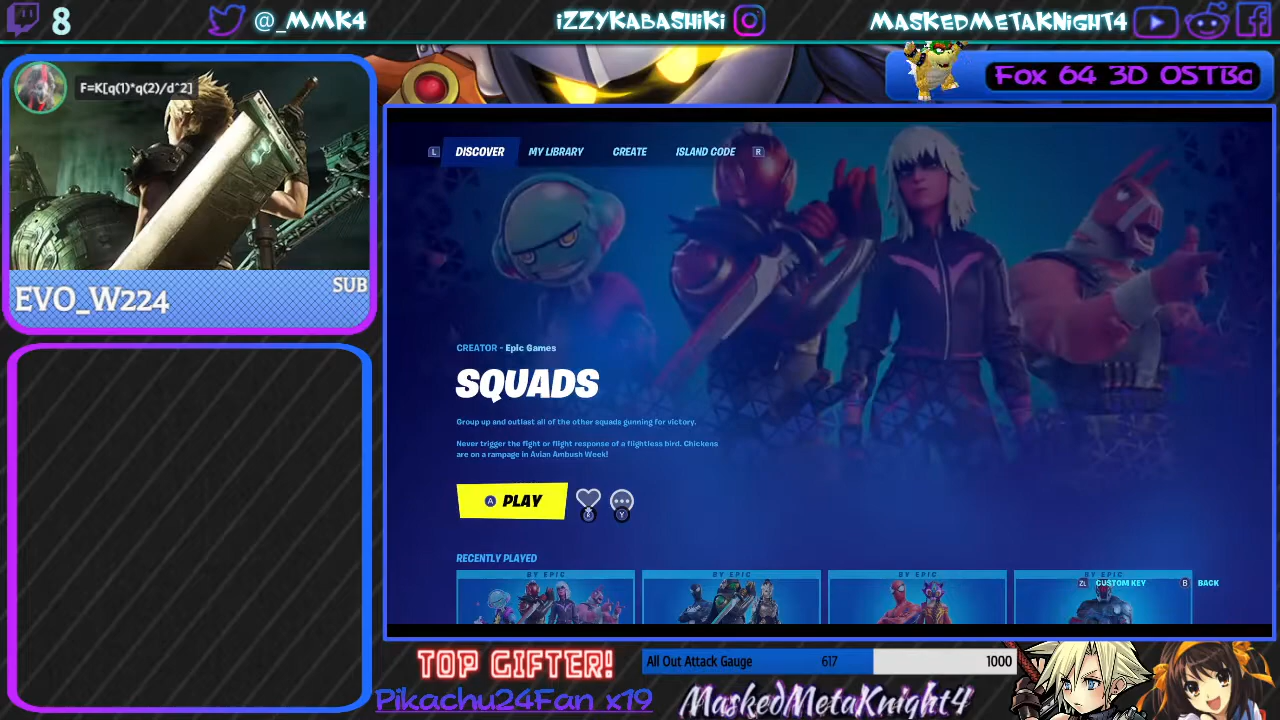 8
@_MMK4
iZZYKABASHiKi
MASKEDMETAKNIGHT4
F=K[q(1)*q(2)/d^2]
Fox 64 3D OST
SUB
EVO_W224
L
DISCOVER
MY LIBRARY
CREATE
ISLAND CODE
R
CREATOR - Epic Games
SQUADS
Group up and outlast all of the other squads gunning for victory.
Never trigger the fight or flight response of a flightless bird. Chickens
are on a rampage in Avian Ambush Week!
A PLAY
X
Y
RECENTLY PLAYED
BY EPIC
BY EPIC
BY EPIC
BY EPIC
ZL CUSTOM KEY
B BACK
TOP GIFTER!
All Out Attack Gauge
617
1000
Pikachu24Fan x19
MaskedMetaKnight4